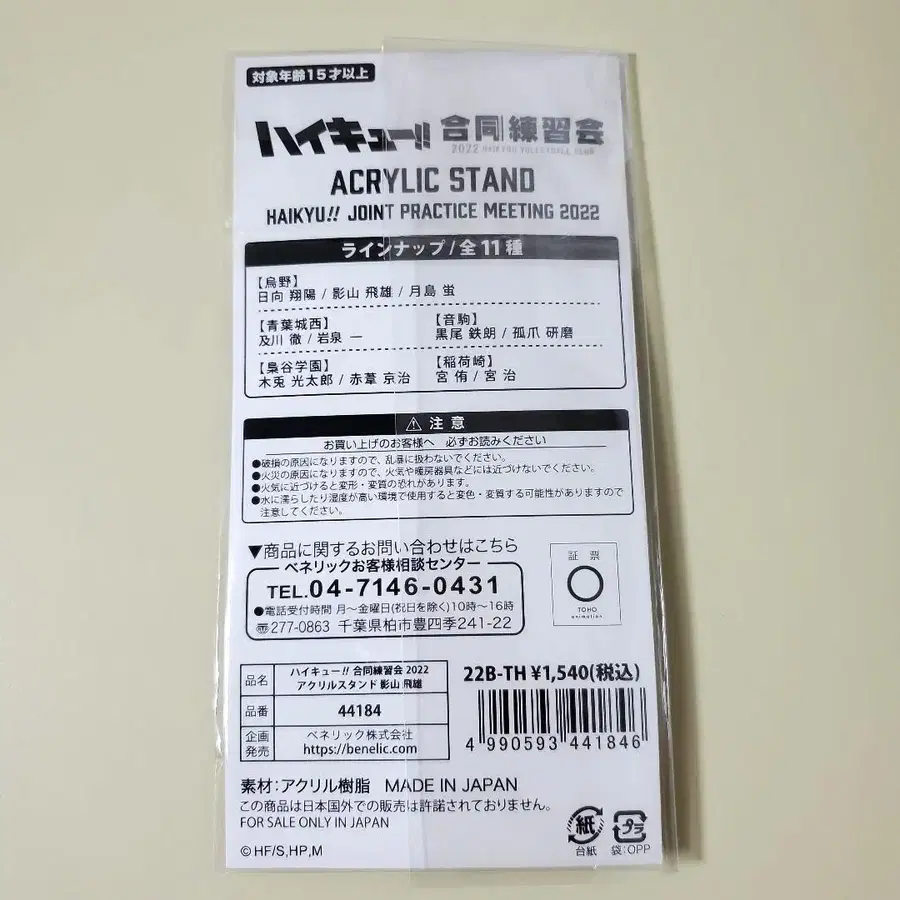 対象年齢15才以上
ハイキュー!! 合同練習会
2022 HAIKYUU VOLLEYBALL CLUB
ACRYLIC STAND
HAIKYU!! JOINT PRACTICE MEETING 2022
ラインナップ/全11種
【烏野】
日向 翔陽 / 影山 飛雄 / 月島 蛍
【青葉城西】
及川 徹 / 岩泉 一
【音駒】
黒尾 鉄朗 / 孤爪 研磨
【梟谷学園】
木兎 光太郎 / 赤葦 京治
【稲荷崎】
宮 侑 / 宮 治
⚠ 注意
お買い上げのお客様へ 必ずお読みください
●破損の原因になりますので、乱暴に扱わないでください。
●火災の原因になりますので、火気や暖房器具などには近づけないでください。
●火気に近づけると変形・変質の恐れがあります。
●水に濡らしたり湿度が高い環境で使用すると変色・変質する可能性がありますので
注意してください。
▼商品に関するお問い合わせはこちら
ベネリックお客様相談センター
TEL.04-7146-0431
●電話受付時間 月〜金曜日(祝日を除く)10時〜16時
〠277-0863 千葉県柏市豊四季241-22
証 票
TOHO
animation
品名 ハイキュー!! 合同練習会 2022
アクリルスタンド 影山 飛雄
品番 44184
企画
発売
ベネリック株式会社
https://benelic.com
22B-TH ¥1,540(税込)
4 990593 441846
素材:アクリル樹脂 MADE IN JAPAN
この商品は日本国外での販売は許諾されておりません。
FOR SALE ONLY IN JAPAN
©HF/S,HP,M
紙
台紙
プラ
袋:OPP